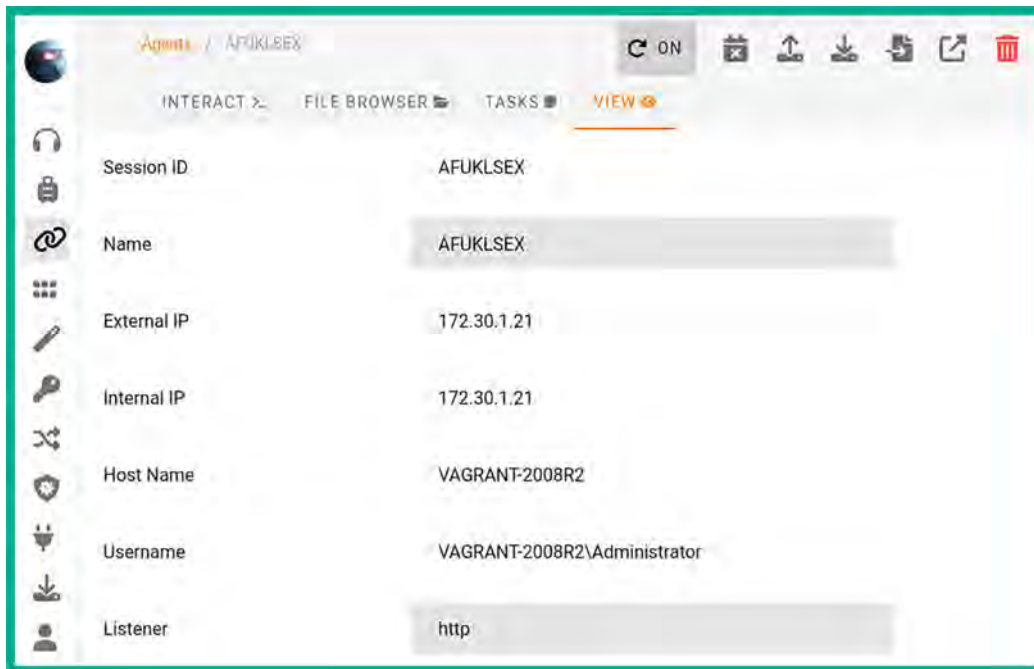 Agents / AFUKLSEX
ON
INTERACT FILE BROWSER TASKS VIEW
Session ID AFUKLSEX
Name AFUKLSEX
External IP 172.30.1.21
Internal IP 172.30.1.21
Host Name VAGRANT-2008R2
Username VAGRANT-2008R2\Administrator
Listener http